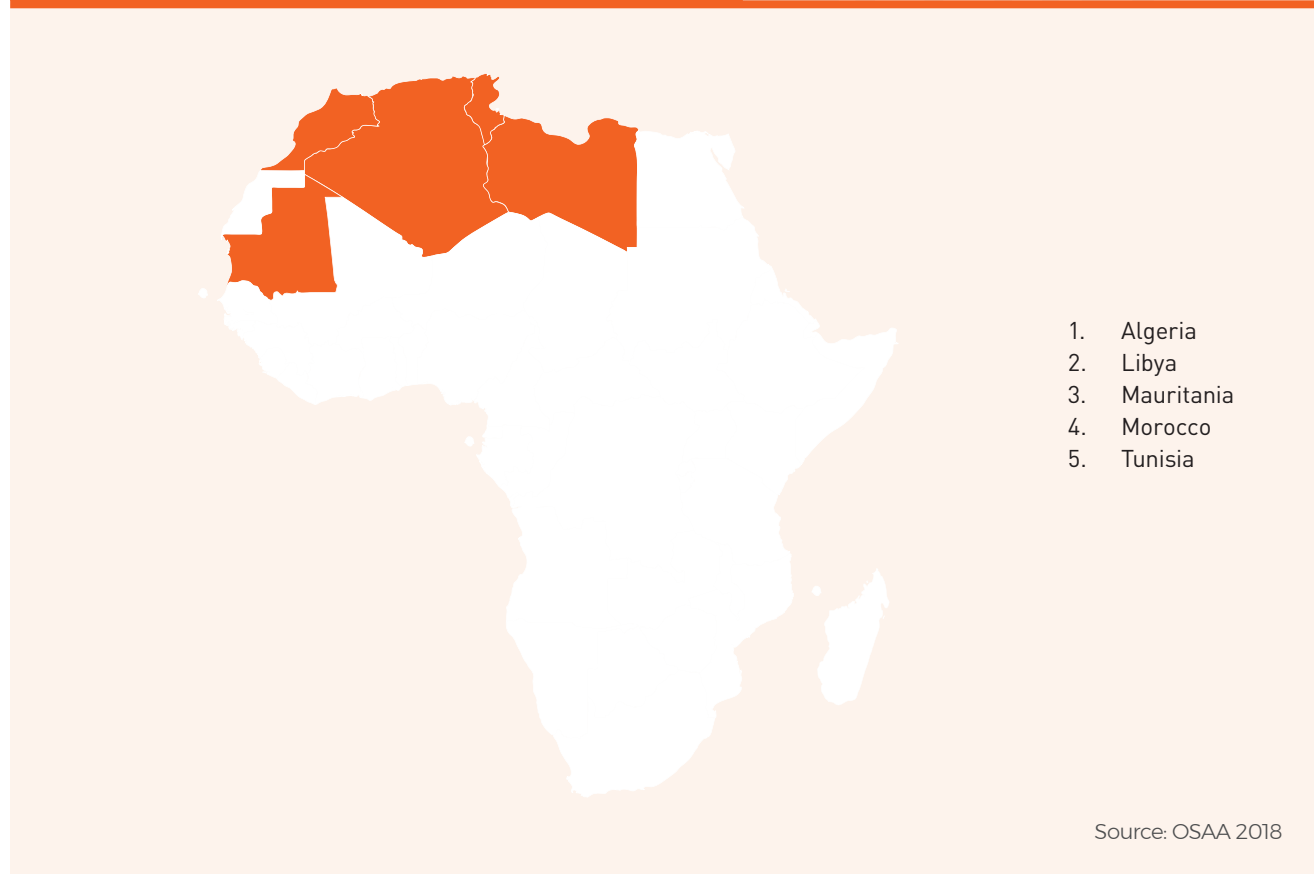 1. Algeria
2. Libya
3. Mauritania
4. Morocco
5. Tunisia
Source: OSAA 2018